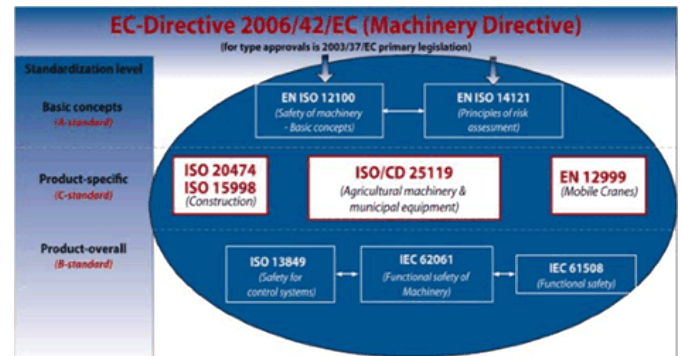 EC-Directive 2006/42/EC (Machinery Directive)
(for type approvals is 2003/37/EC primary legislation)
Standardization level
Basic concepts
(A-standard)
EN ISO 12100
(Safety of machinery
- Basic concepts)
EN ISO 14121
(Principles of risk
assessment)
Product-specific
(C-standard)
ISO 20474
ISO 15998
(Construction)
ISO/CD 25119
(Agricultural machinery &
municipal equipment)
EN 12999
(Mobile Cranes)
Product-overall
(B-standard)
ISO 13849
(Safety for
control systems)
IEC 62061
(Functional safety of
Machinery)
IEC 61508
(Functional safety)